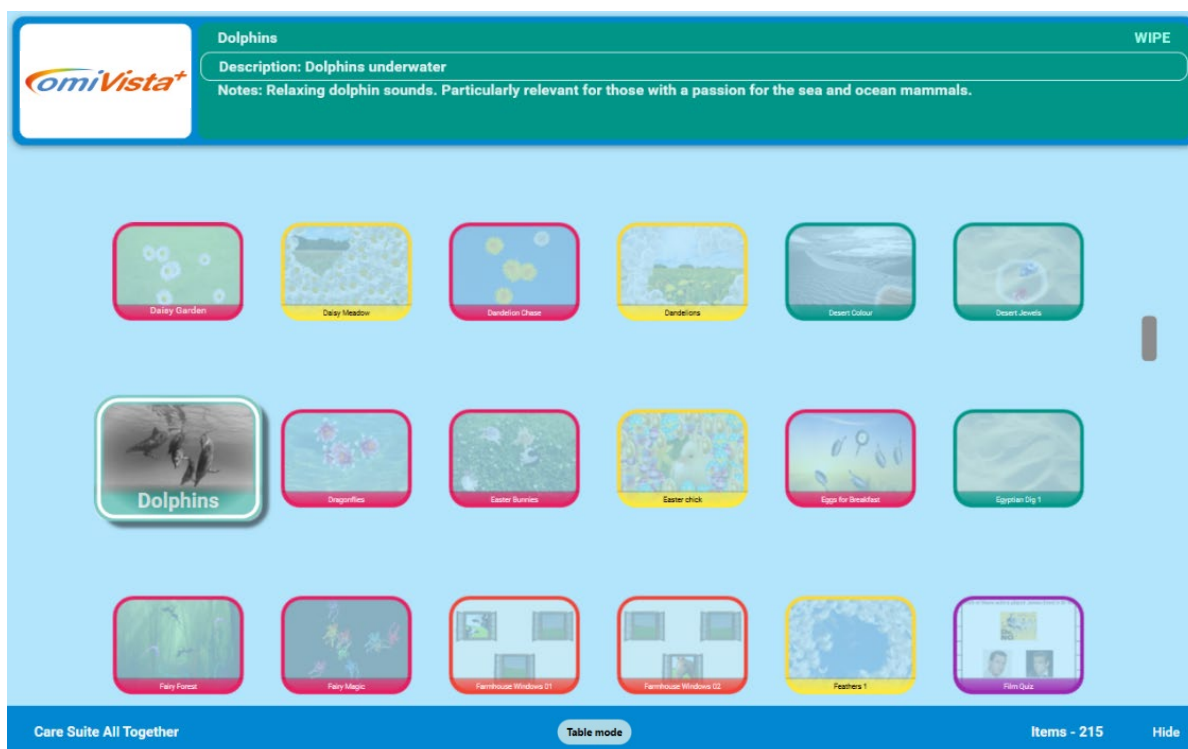 omiVista+
Dolphins
WIPE
Description: Dolphins underwater
Notes: Relaxing dolphin sounds. Particularly relevant for those with a passion for the sea and ocean mammals.
Daisy Garden
Daisy Meadow
Dandelion Chase
Dandelions
Desert Colour
Desert Jewels
Dolphins
Dragonflies
Easter Bunnies
Easter chick
Eggs for Breakfast
Egyptian Dig 1
Fairy Forest
Fairy Magic
Farmhouse Windows 01
Farmhouse Windows 02
Feathers 1
Film Quiz
Care Suite All Together
Table mode
Items - 215
Hide